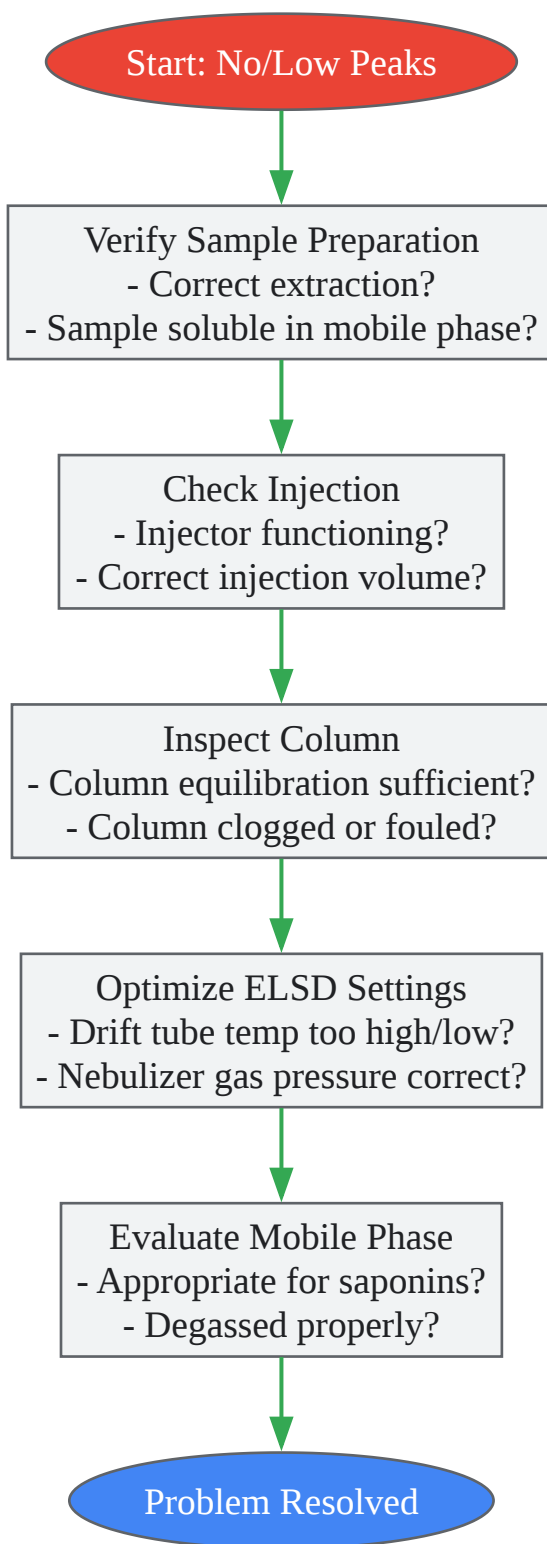 Start: No/Low Peaks
Verify Sample Preparation
- Correct extraction?
- Sample soluble in mobile phase?
Check Injection
- Injector functioning?
- Correct injection volume?
Inspect Column
- Column equilibration sufficient?
- Column clogged or fouled?
Optimize ELSD Settings
- Drift tube temp too high/low?
- Nebulizer gas pressure correct?
Evaluate Mobile Phase
- Appropriate for saponins?
- Degassed properly?
Problem Resolved